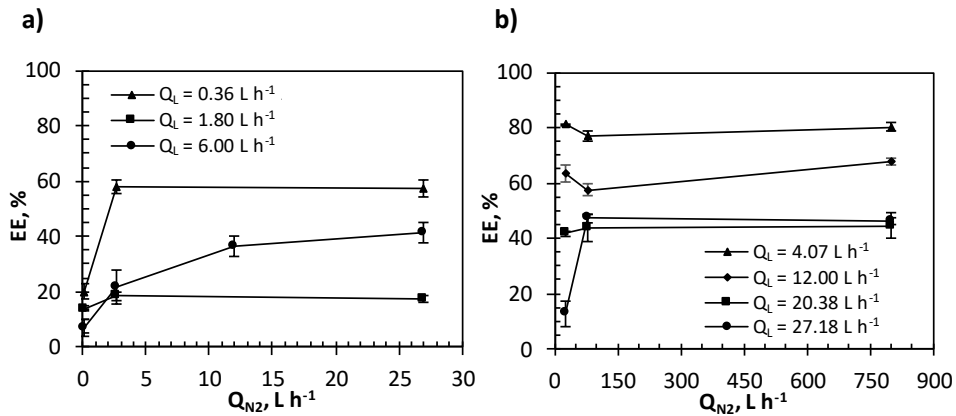 a)
100
80
60
40
20
0
EE, %
Q_L = 0.36 L h⁻¹
Q_L = 1.80 L h⁻¹
Q_L = 6.00 L h⁻¹
0 5 10 15 20 25 30
Q_N2, L h⁻¹
b)
100
80
60
40
20
0
EE, %
Q_L = 4.07 L h⁻¹
Q_L = 12.00 L h⁻¹
Q_L = 20.38 L h⁻¹
Q_L = 27.18 L h⁻¹
0 150 300 450 600 750 900
Q_N2, L h⁻¹